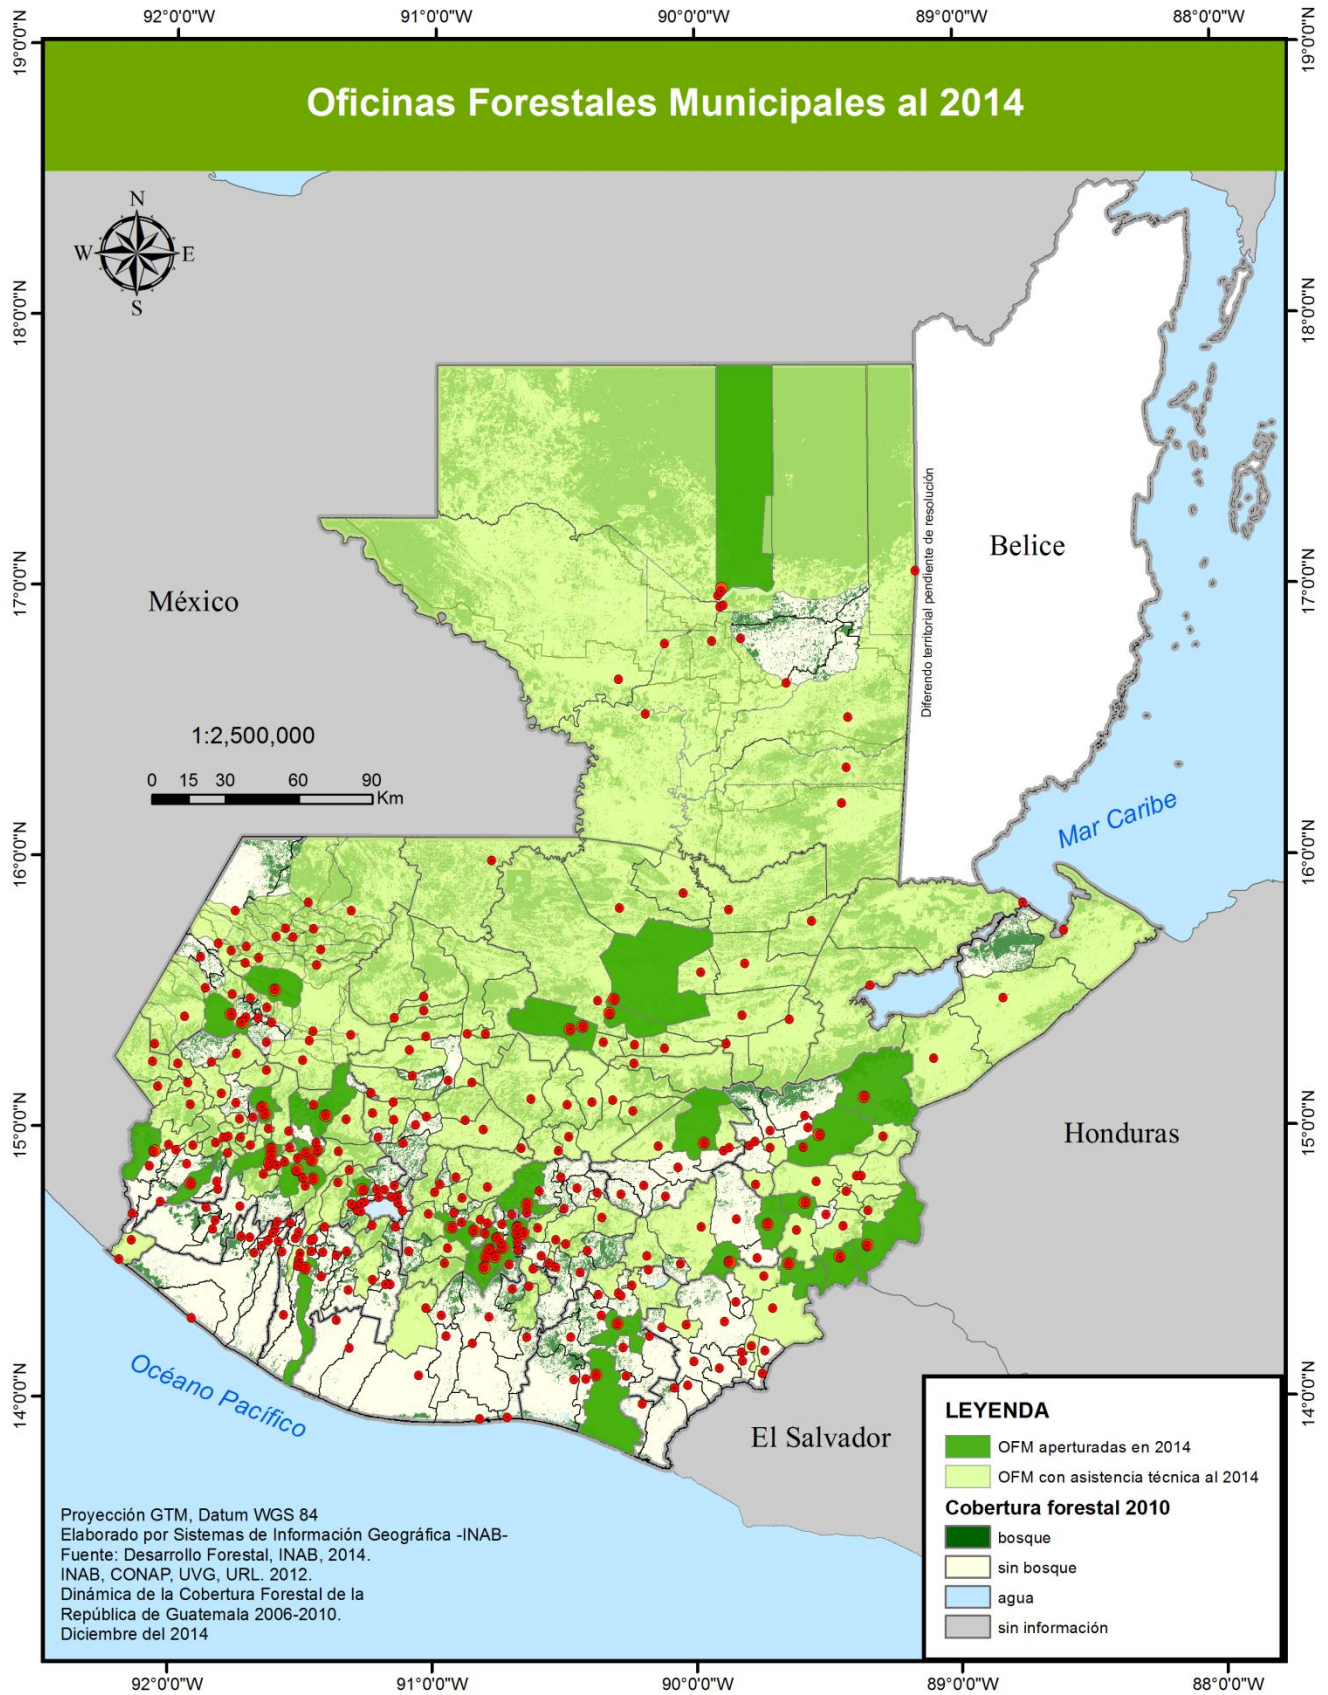 92°0'0"W 91°0'0"W 90°0'0"W 89°0'0"W 88°0'0"W
19°0'0"N 19°0'0"N
Oficinas Forestales Municipales al 2014
N
W E
S
18°0'0"N 18°0'0"N
Diferendo territorial pendiente de resolución
Belice
17°0'0"N 17°0'0"N
México
1:2,500,000
0 15 30 60 90
Km
Mar Caribe
16°0'0"N 16°0'0"N
15°0'0"N 15°0'0"N
Honduras
Océano Pacífico
14°0'0"N 14°0'0"N
El Salvador
LEYENDA
OFM aperturadas en 2014
OFM con asistencia técnica al 2014
Cobertura forestal 2010
bosque
sin bosque
agua
sin información
Proyección GTM, Datum WGS 84
Elaborado por Sistemas de Información Geográfica -INAB-
Fuente: Desarrollo Forestal, INAB, 2014.
INAB, CONAP, UVG, URL. 2012.
Dinámica de la Cobertura Forestal de la
República de Guatemala 2006-2010.
Diciembre del 2014
92°0'0"W 91°0'0"W 90°0'0"W 89°0'0"W 88°0'0"W